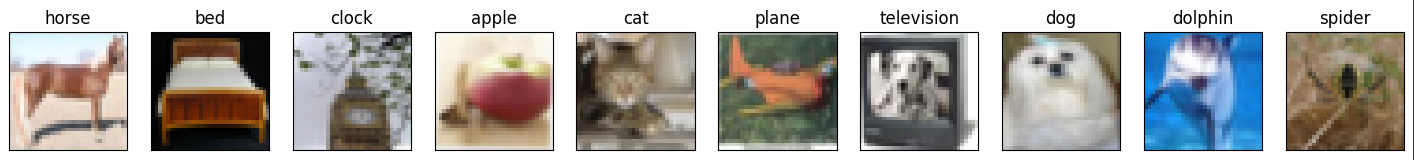 horse bed clock apple cat plane television dog dolphin spider